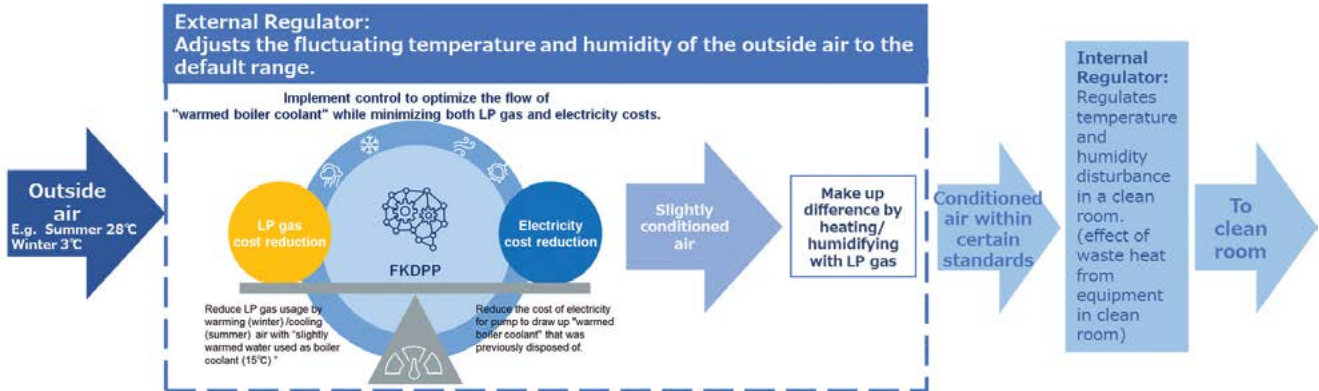 External Regulator:
Adjusts the fluctuating temperature and humidity of the outside air to the
default range.
Implement control to optimize the flow of
"warmed boiler coolant" while minimizing both LP gas and electricity costs.
Outside
air
E.g. Summer 28℃
Winter 3℃
LP gas
cost reduction
FKDPP
Electricity
cost reduction
Reduce LP gas usage by
warming (winter) /cooling
(summer) air with "slightly
warmed water used as boiler
coolant (15℃) "
Reduce the cost of electricity
for pump to draw up "warmed
boiler coolant" that was
previously disposed of.
Slightly
conditioned
air
Make up
difference by
heating/
humidifying
with LP gas
Conditioned
air within
certain
standards
Internal
Regulator:
Regulates
temperature
and
humidity
disturbance
in a clean
room.
(effect of
waste heat
from
equipment
in clean
room)
To
clean
room